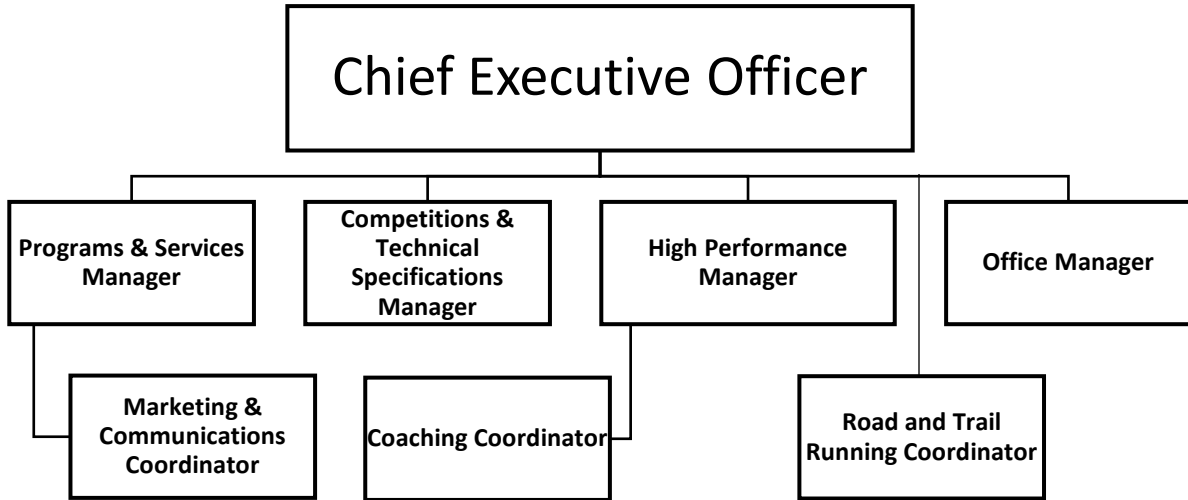 Chief Executive Officer
Programs & Services
Manager
Competitions &
Technical
Specifications
Manager
High Performance
Manager
Office Manager
Marketing &
Communications
Coordinator
Coaching Coordinator
Road and Trail
Running Coordinator